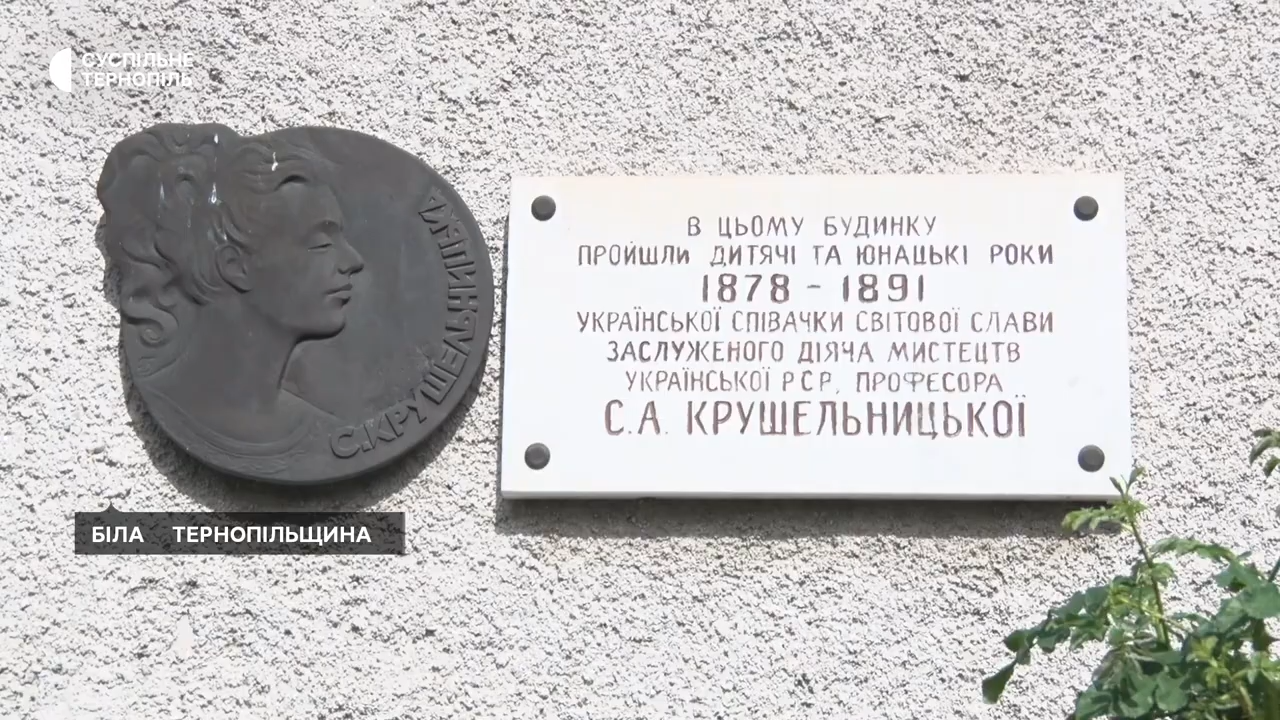 СУСПІЛЬНЕ
ТЕРНОПІЛЬ
С.КРУШЕЛЬНИЦЬКА
В ЦЬОМУ БУДИНКУ
ПРОЙШЛИ ДИТЯЧІ ТА ЮНАЦЬКІ РОКИ
1878 - 1891
УКРАЇНСЬКОЇ СПІВАЧКИ СВІТОВОЇ СЛАВИ
ЗАСЛУЖЕНОГО ДІЯЧА МИСТЕЦТВ
УКРАЇНСЬКОЇ РСР, ПРОФЕСОРА
С.А. КРУШЕЛЬНИЦЬКОЇ
БІЛА ТЕРНОПІЛЬЩИНА